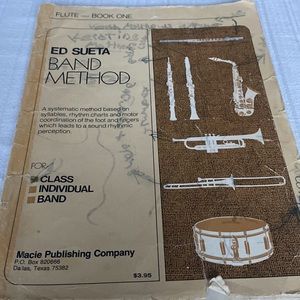 FLUTE — BOOK ONE
ED SUETA
BAND
METHOD
A systematic method based on
syllables, rhythm charts and motor
coordination of the foot and fingers
which leads to a sound rhythmic
perception.
FOR
CLASS
INDIVIDUAL
BAND
Macie Publishing Company
P.O. Box 820666
Dallas, Texas 75382
$3.95